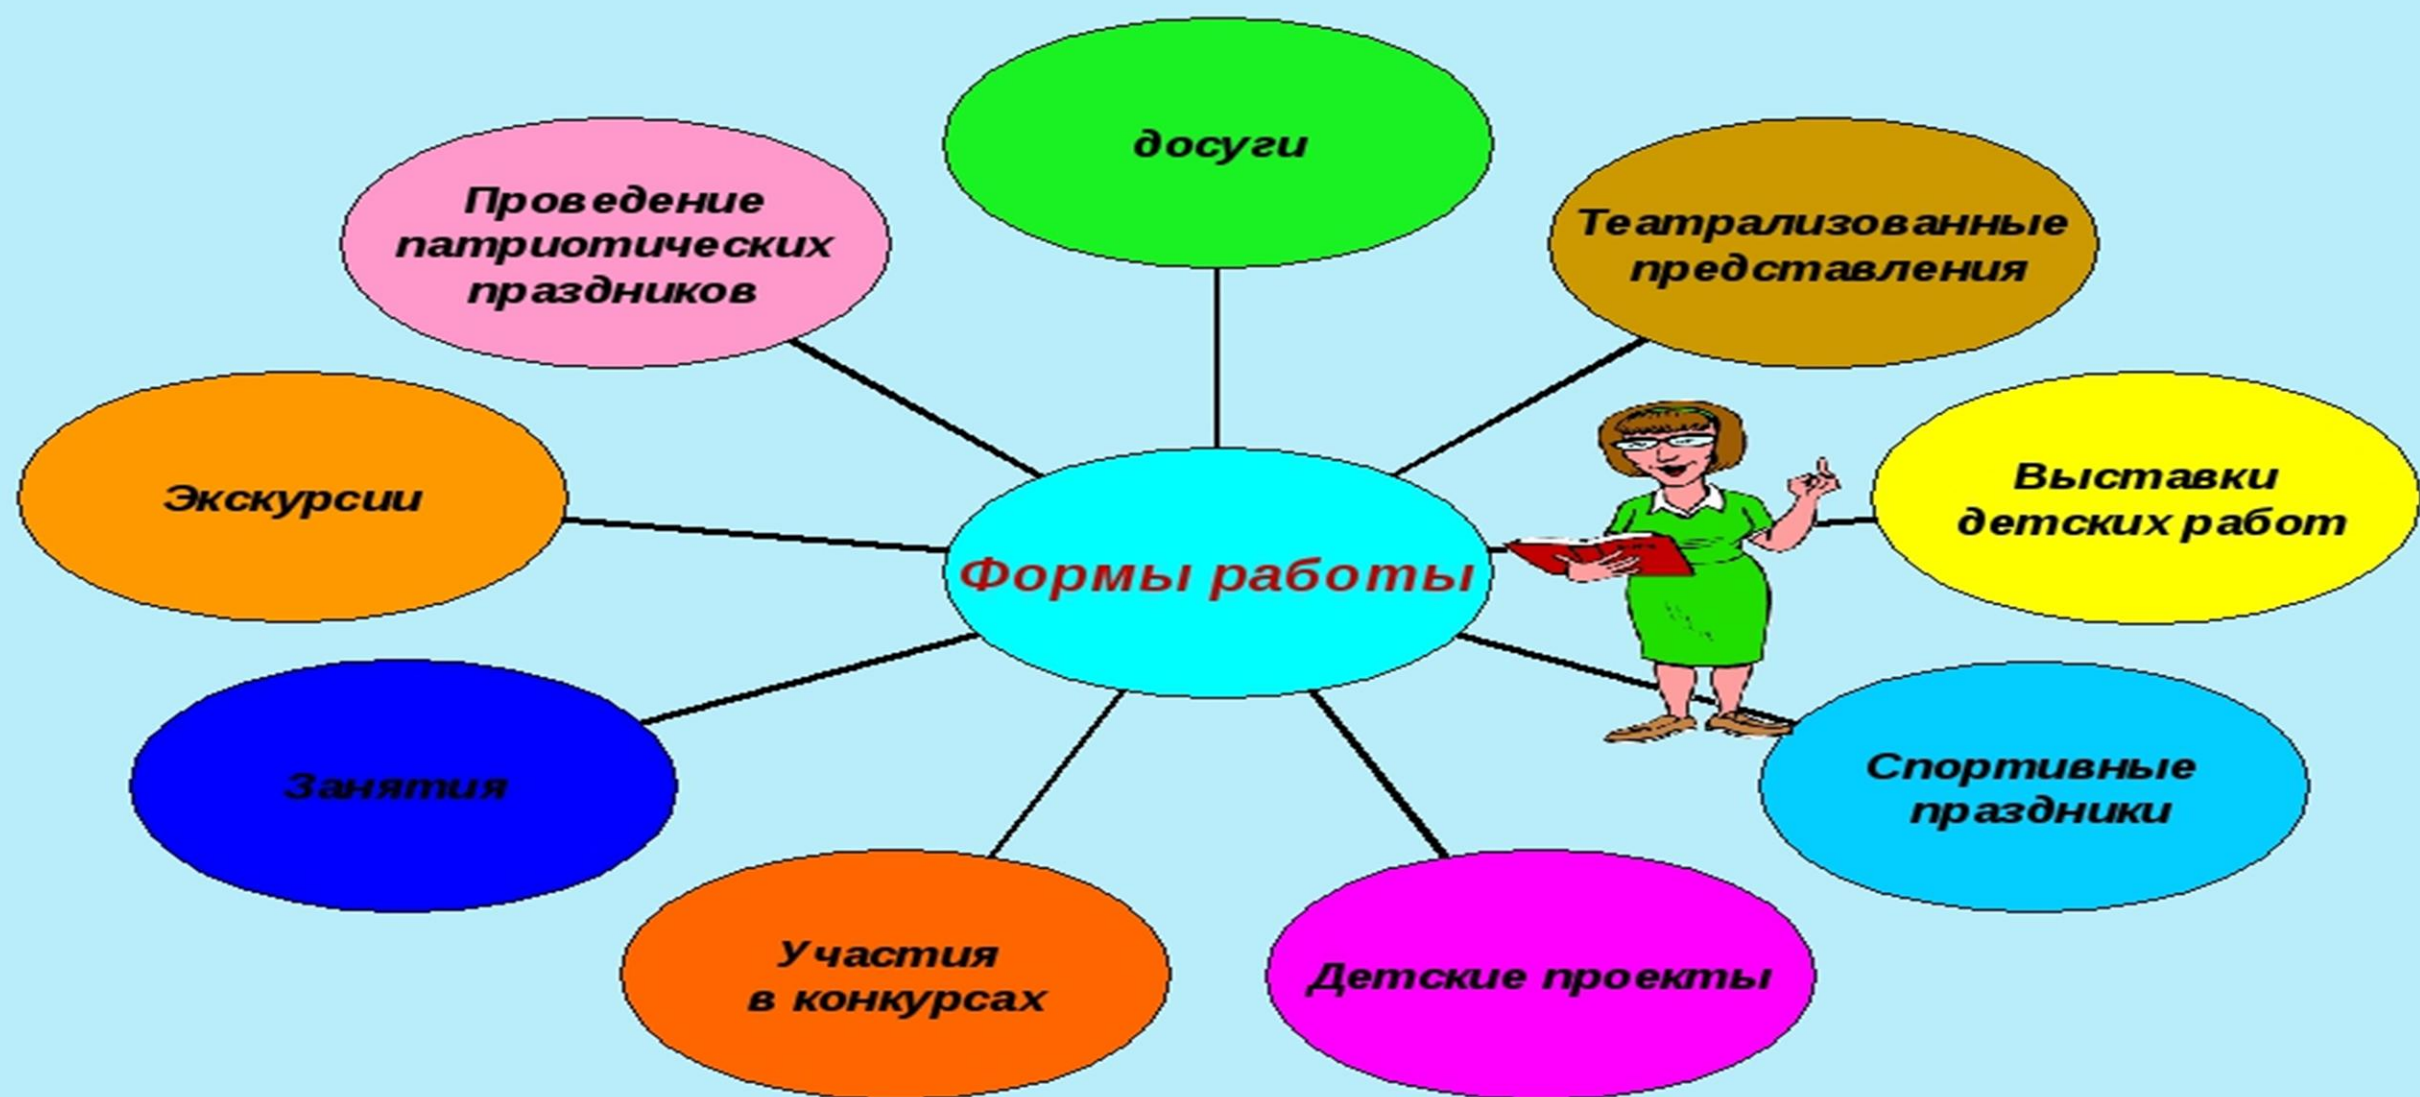 досуги
Проведение
патриотических
праздников
Театрализованные
представления
Экскурсии
Выставки
детских работ
Формы работы
Занятия
Спортивные
праздники
Участия
в конкурсах
Детские проекты